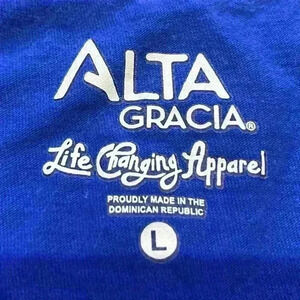 ALTA
GRACIA®
Life Changing Apparel
PROUDLY MADE IN THE
DOMINICAN REPUBLIC
L